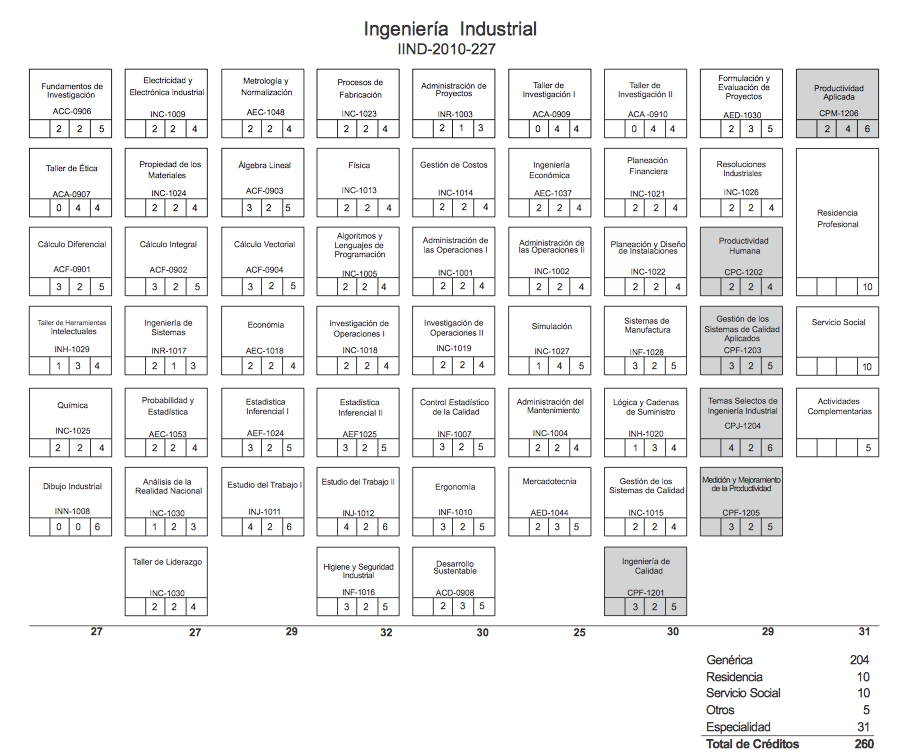 Ingeniería Industrial
IIND-2010-227
Fundamentos de
Investigación
ACC-0906
2 2 5
Electricidad y
Electrónica Industrial
INC-1009
2 2 4
Metrología y
Normalización
AEC-1048
2 2 4
Procesos de
Fabricación
INC-1023
2 2 4
Administración de
Proyectos
INR-1003
2 1 3
Taller de
Investigación I
ACA-0909
0 4 4
Taller de
Investigación II
ACA -0910
0 4 4
Formulación y
Evaluación de
Proyectos
AED-1030
2 3 5
Productividad
Aplicada
CPM-1206
2 4 6
Taller de Ética
ACA-0907
0 4 4
Propiedad de los
Materiales
INC-1024
2 2 4
Álgebra Lineal
ACF-0903
3 2 5
Física
INC-1013
2 2 4
Gestión de Costos
INC-1014
2 2 4
Ingeniería
Económica
AEC-1037
2 2 4
Planeación
Financiera
INC-1021
2 2 4
Resoluciones
Industriales
INC-1026
2 2 4
Residencia
Profesional
10
Cálculo Diferencial
ACF-0901
3 2 5
Cálculo Integral
ACF-0902
3 2 5
Cálculo Vectorial
ACF-0904
3 2 5
Algoritmos y
Lenguajes de
Programación
INC-1005
2 2 4
Administración de
las Operaciones I
INC-1001
2 2 4
Administración de
las Operaciones II
INC-1002
2 2 4
Planeación y Diseño
de Instalaciones
INC-1022
2 2 4
Productividad
Humana
CPC-1202
2 2 4
Taller de Herramientas
Intelectuales
INH-1029
1 3 4
Ingeniería de
Sistemas
INR-1017
2 1 3
Económia
AEC-1018
2 2 4
Investigación de
Operaciones I
INC-1018
2 2 4
Investigación de
Operaciones II
INC-1019
2 2 4
Simulación
INC-1027
1 4 5
Sistemas de
Manufactura
INF-1028
3 2 5
Gestión de los
Sistemas de Calidad
Aplicados
CPF-1203
3 2 5
Servicio Social
10
Química
INC-1025
2 2 4
Probabilidad y
Estadística
AEC-1053
2 2 4
Estadistica
Inferencial I
AEF-1024
3 2 5
Estadistica
Inferencial II
AEF1025
3 2 5
Control Estadístico
de la Calidad
INF-1007
3 2 5
Administración del
Mantenimiento
INC-1004
2 2 4
Lógica y Cadenas
de Suministro
INH-1020
1 3 4
Temas Selectos de
Ingeniería Industrial
CPJ-1204
4 2 6
Actividades
Complementarias
5
Dibujo Industrial
INN-1008
0 0 6
Análisis de la
Realidad Nacional
INC-1030
1 2 3
Estudio del Trabajo I
INJ-1011
4 2 6
Estudio del Trabajo II
INJ-1012
4 2 6
Ergonomía
INF-1010
3 2 5
Mercadotecnia
AED-1044
2 3 5
Gestión de los
Sistemas de Calidad
INC-1015
2 2 4
Medición y Mejoramiento
de la Productividad
CPF-1205
3 2 5
Taller de Liderazgo
INC-1030
2 2 4
Higiene y Seguridad
Industrial
INF-1016
3 2 5
Desarrollo
Sustentable
ACD-0908
2 3 5
Ingeniería de
Calidad
CPF-1201
3 2 5
27 27 29 32 30 25 30 29 31
Genérica 204
Residencia 10
Servicio Social 10
Otros 5
Especialidad 31
Total de Créditos 260